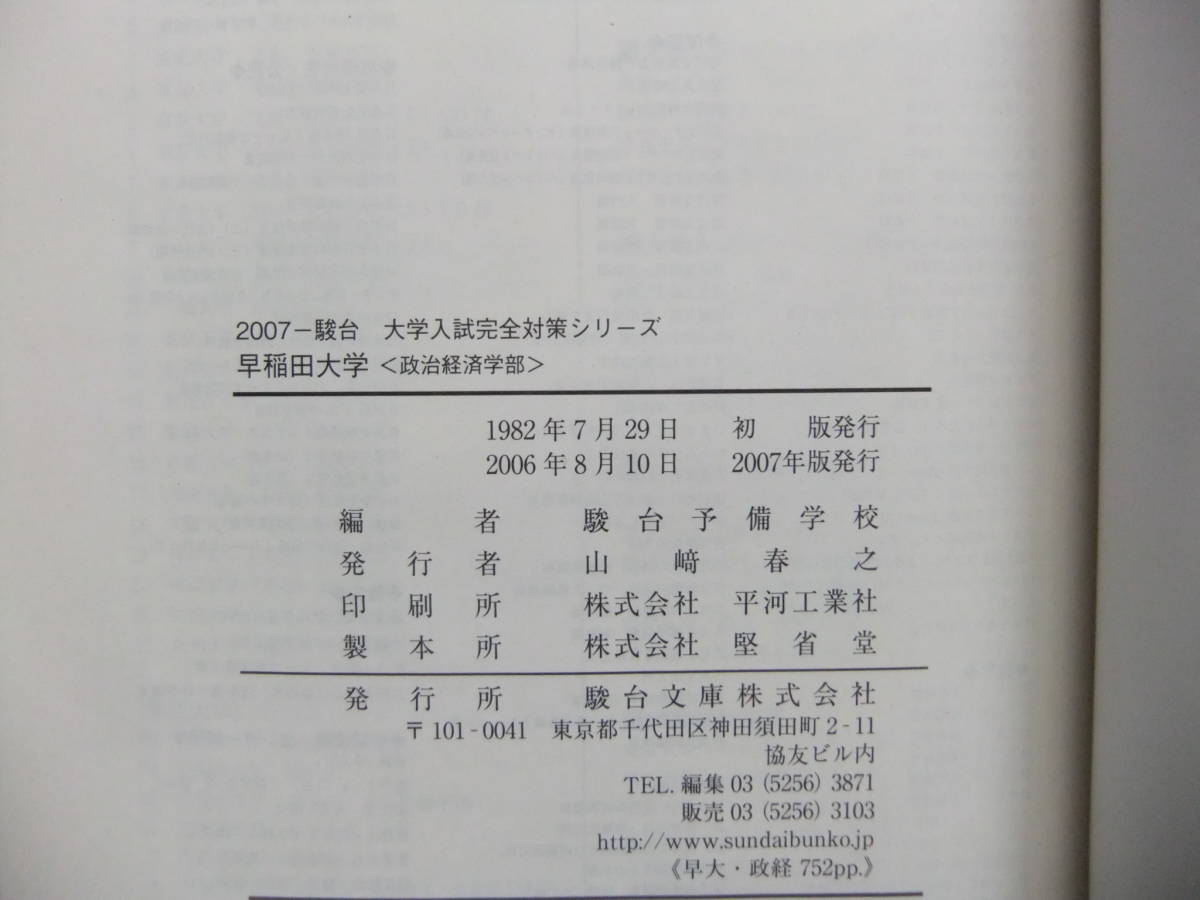 2007－駿台　大学入試完全対策シリーズ
早稲田大学 ＜政治経済学部＞
1982年7月29日　初　版発行
2006年8月10日　2007年版発行
編者　駿台予備学校
発行者　山﨑春之
印刷所　株式会社　平河工業社
製本所　株式会社　堅省堂
発行所　駿台文庫株式会社
〒101-0041　東京都千代田区神田須田町2-11
協友ビル内
TEL. 編集 03 (5256) 3871
販売 03 (5256) 3103
http://www.sundaibunko.jp
《早大・政経 752pp.》